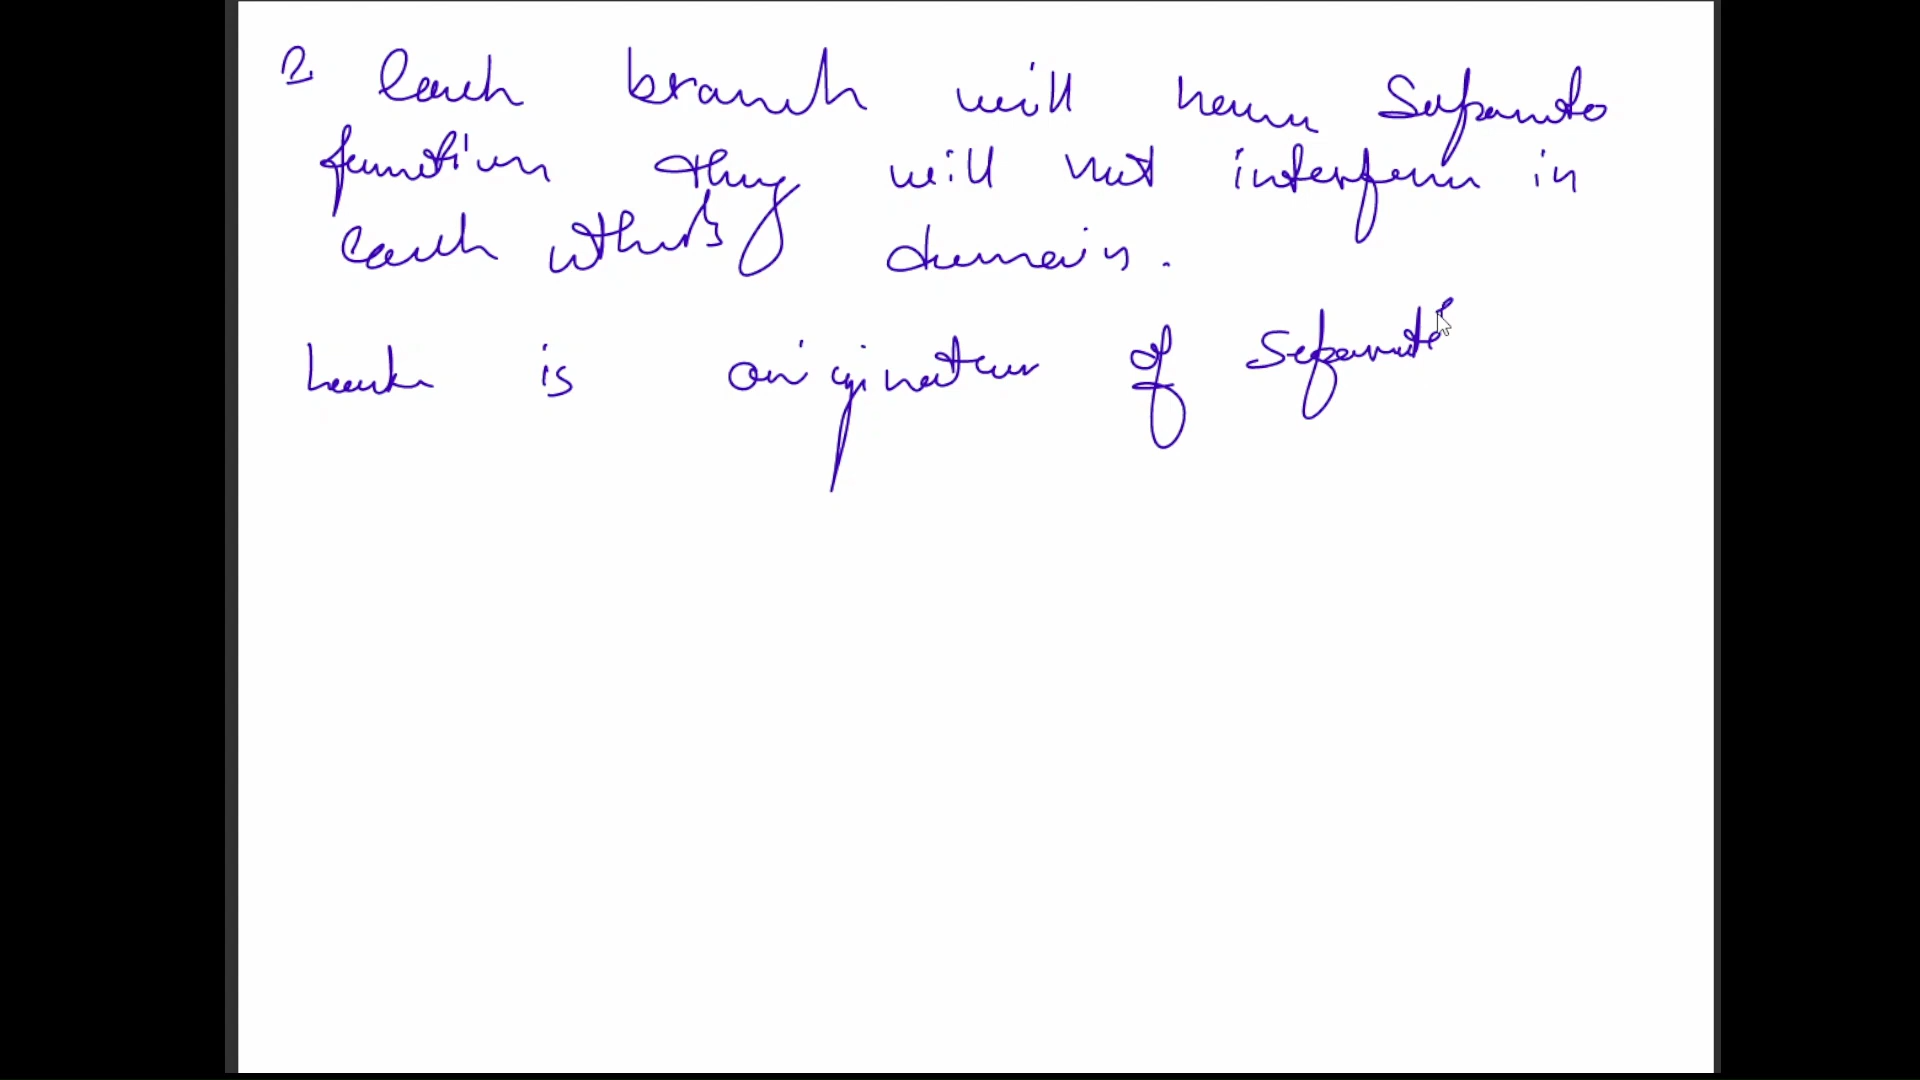 2 each branch will have Separate
function they will not interfere in
each other's domain.
Locke is originator of Separate